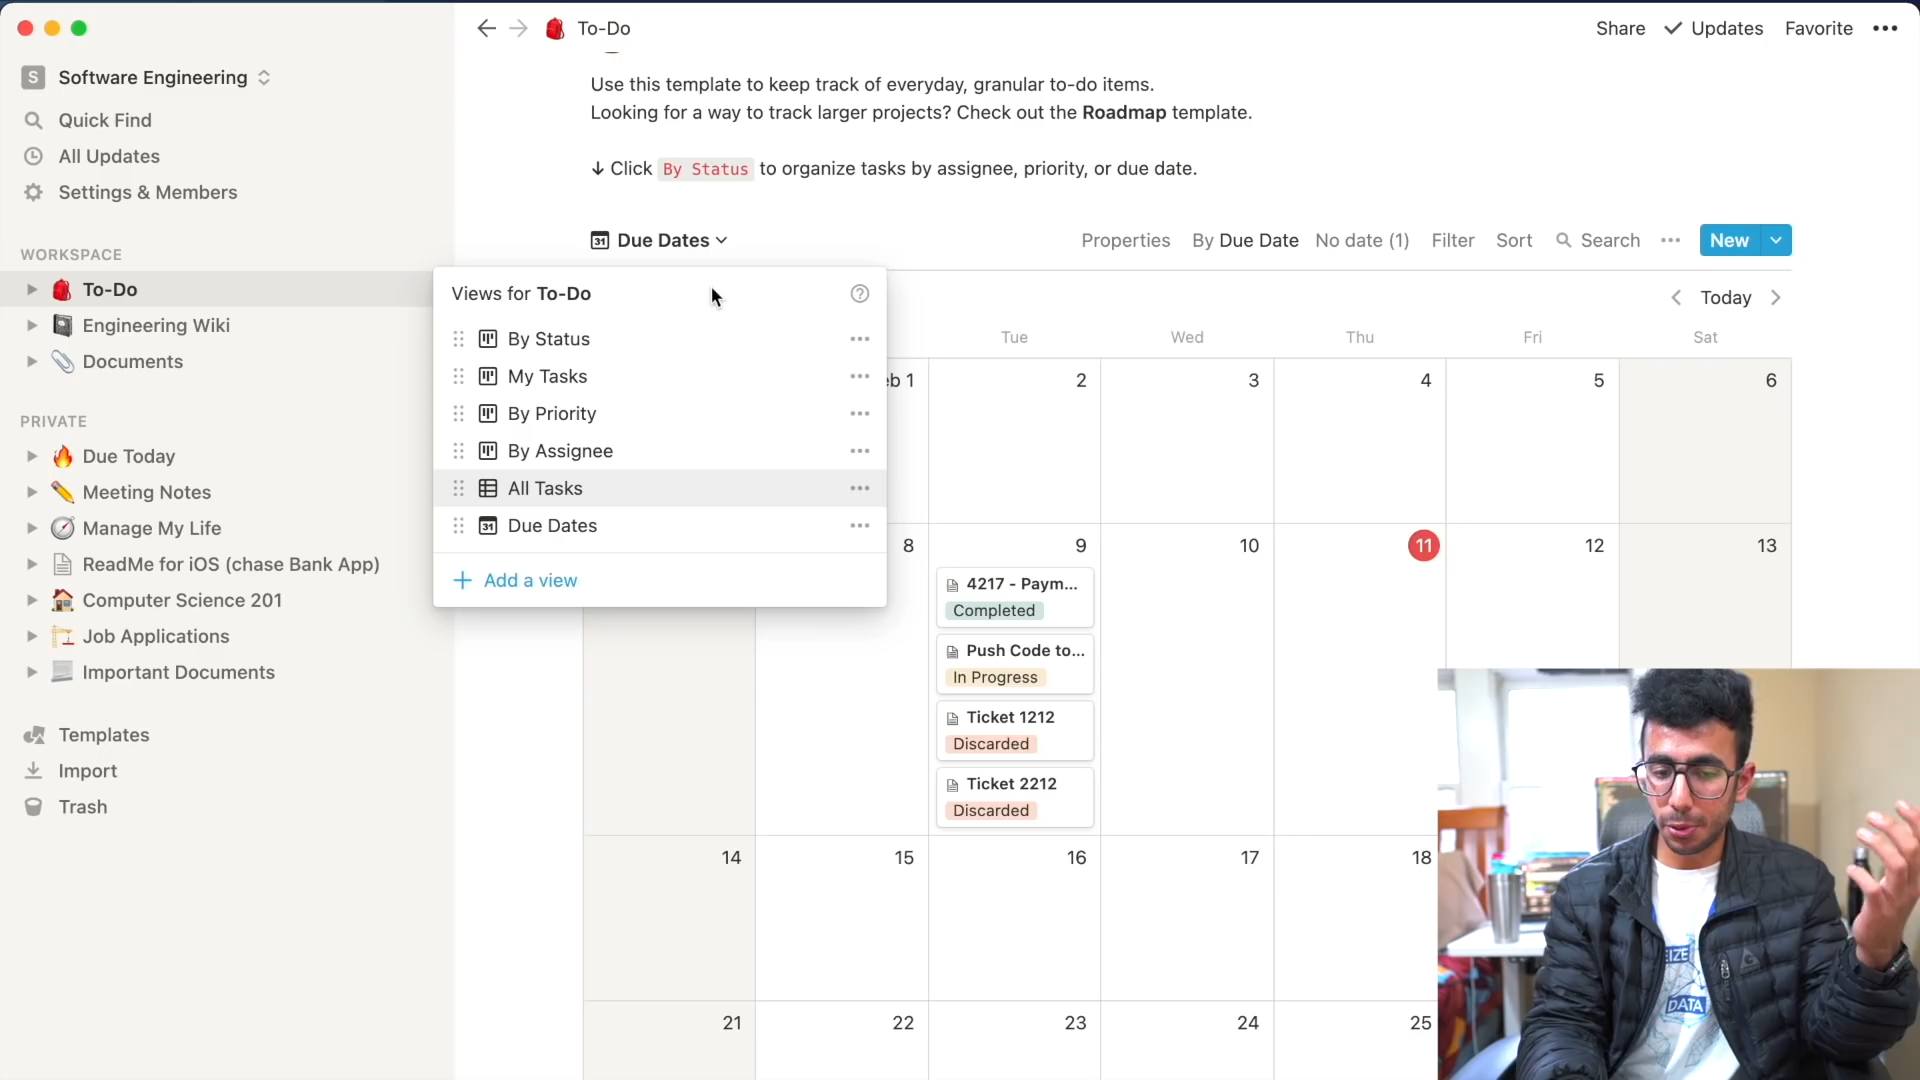 To-Do
Share
Updates
Favorite
S
Software Engineering
Quick Find
All Updates
Settings & Members
WORKSPACE
To-Do
Engineering Wiki
Documents
PRIVATE
Due Today
Meeting Notes
Manage My Life
ReadMe for iOS (chase Bank App)
Computer Science 201
Job Applications
Important Documents
Templates
Import
Trash
Use this template to keep track of everyday, granular to-do items.
Looking for a way to track larger projects? Check out the Roadmap template.
↓ Click By Status to organize tasks by assignee, priority, or due date.
31 Due Dates
Properties
By Due Date
No date (1)
Filter
Sort
Search
New
Views for To-Do
?
By Status
My Tasks
By Priority
By Assignee
All Tasks
31 Due Dates
+ Add a view
Today
Tue Wed Thu Fri Sat
eb 1 2 3 4 5 6
8 9 10 11 12 13
4217 - Paym...
Completed
Push Code to...
In Progress
Ticket 1212
Discarded
Ticket 2212
Discarded
14 15 16 17 18
21 22 23 24 25
EIZE
DATA